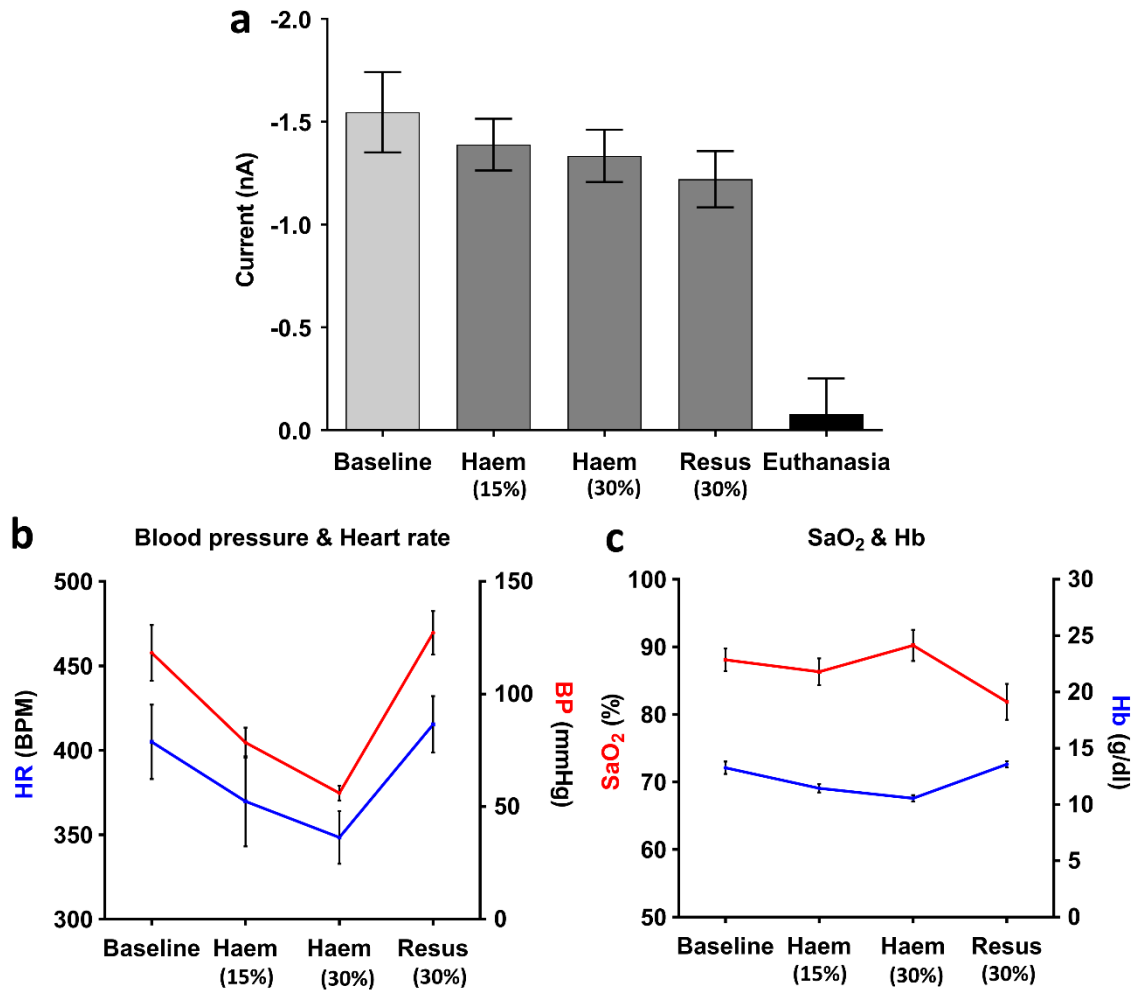 a
-2.0
-1.5
-1.0
-0.5
0.0
Current (nA)
Baseline Haem Haem Resus Euthanasia
(15%) (30%) (30%)
b
Blood pressure & Heart rate
500
450
400
350
300
HR (BPM)
150
100
50
0
BP (mmHg)
Baseline Haem Haem Resus
(15%) (30%) (30%)
c
SaO₂ & Hb
100
90
80
70
60
50
SaO₂ (%)
30
25
20
15
10
5
0
Hb (g/dl)
Baseline Haem Haem Resus
(15%) (30%) (30%)